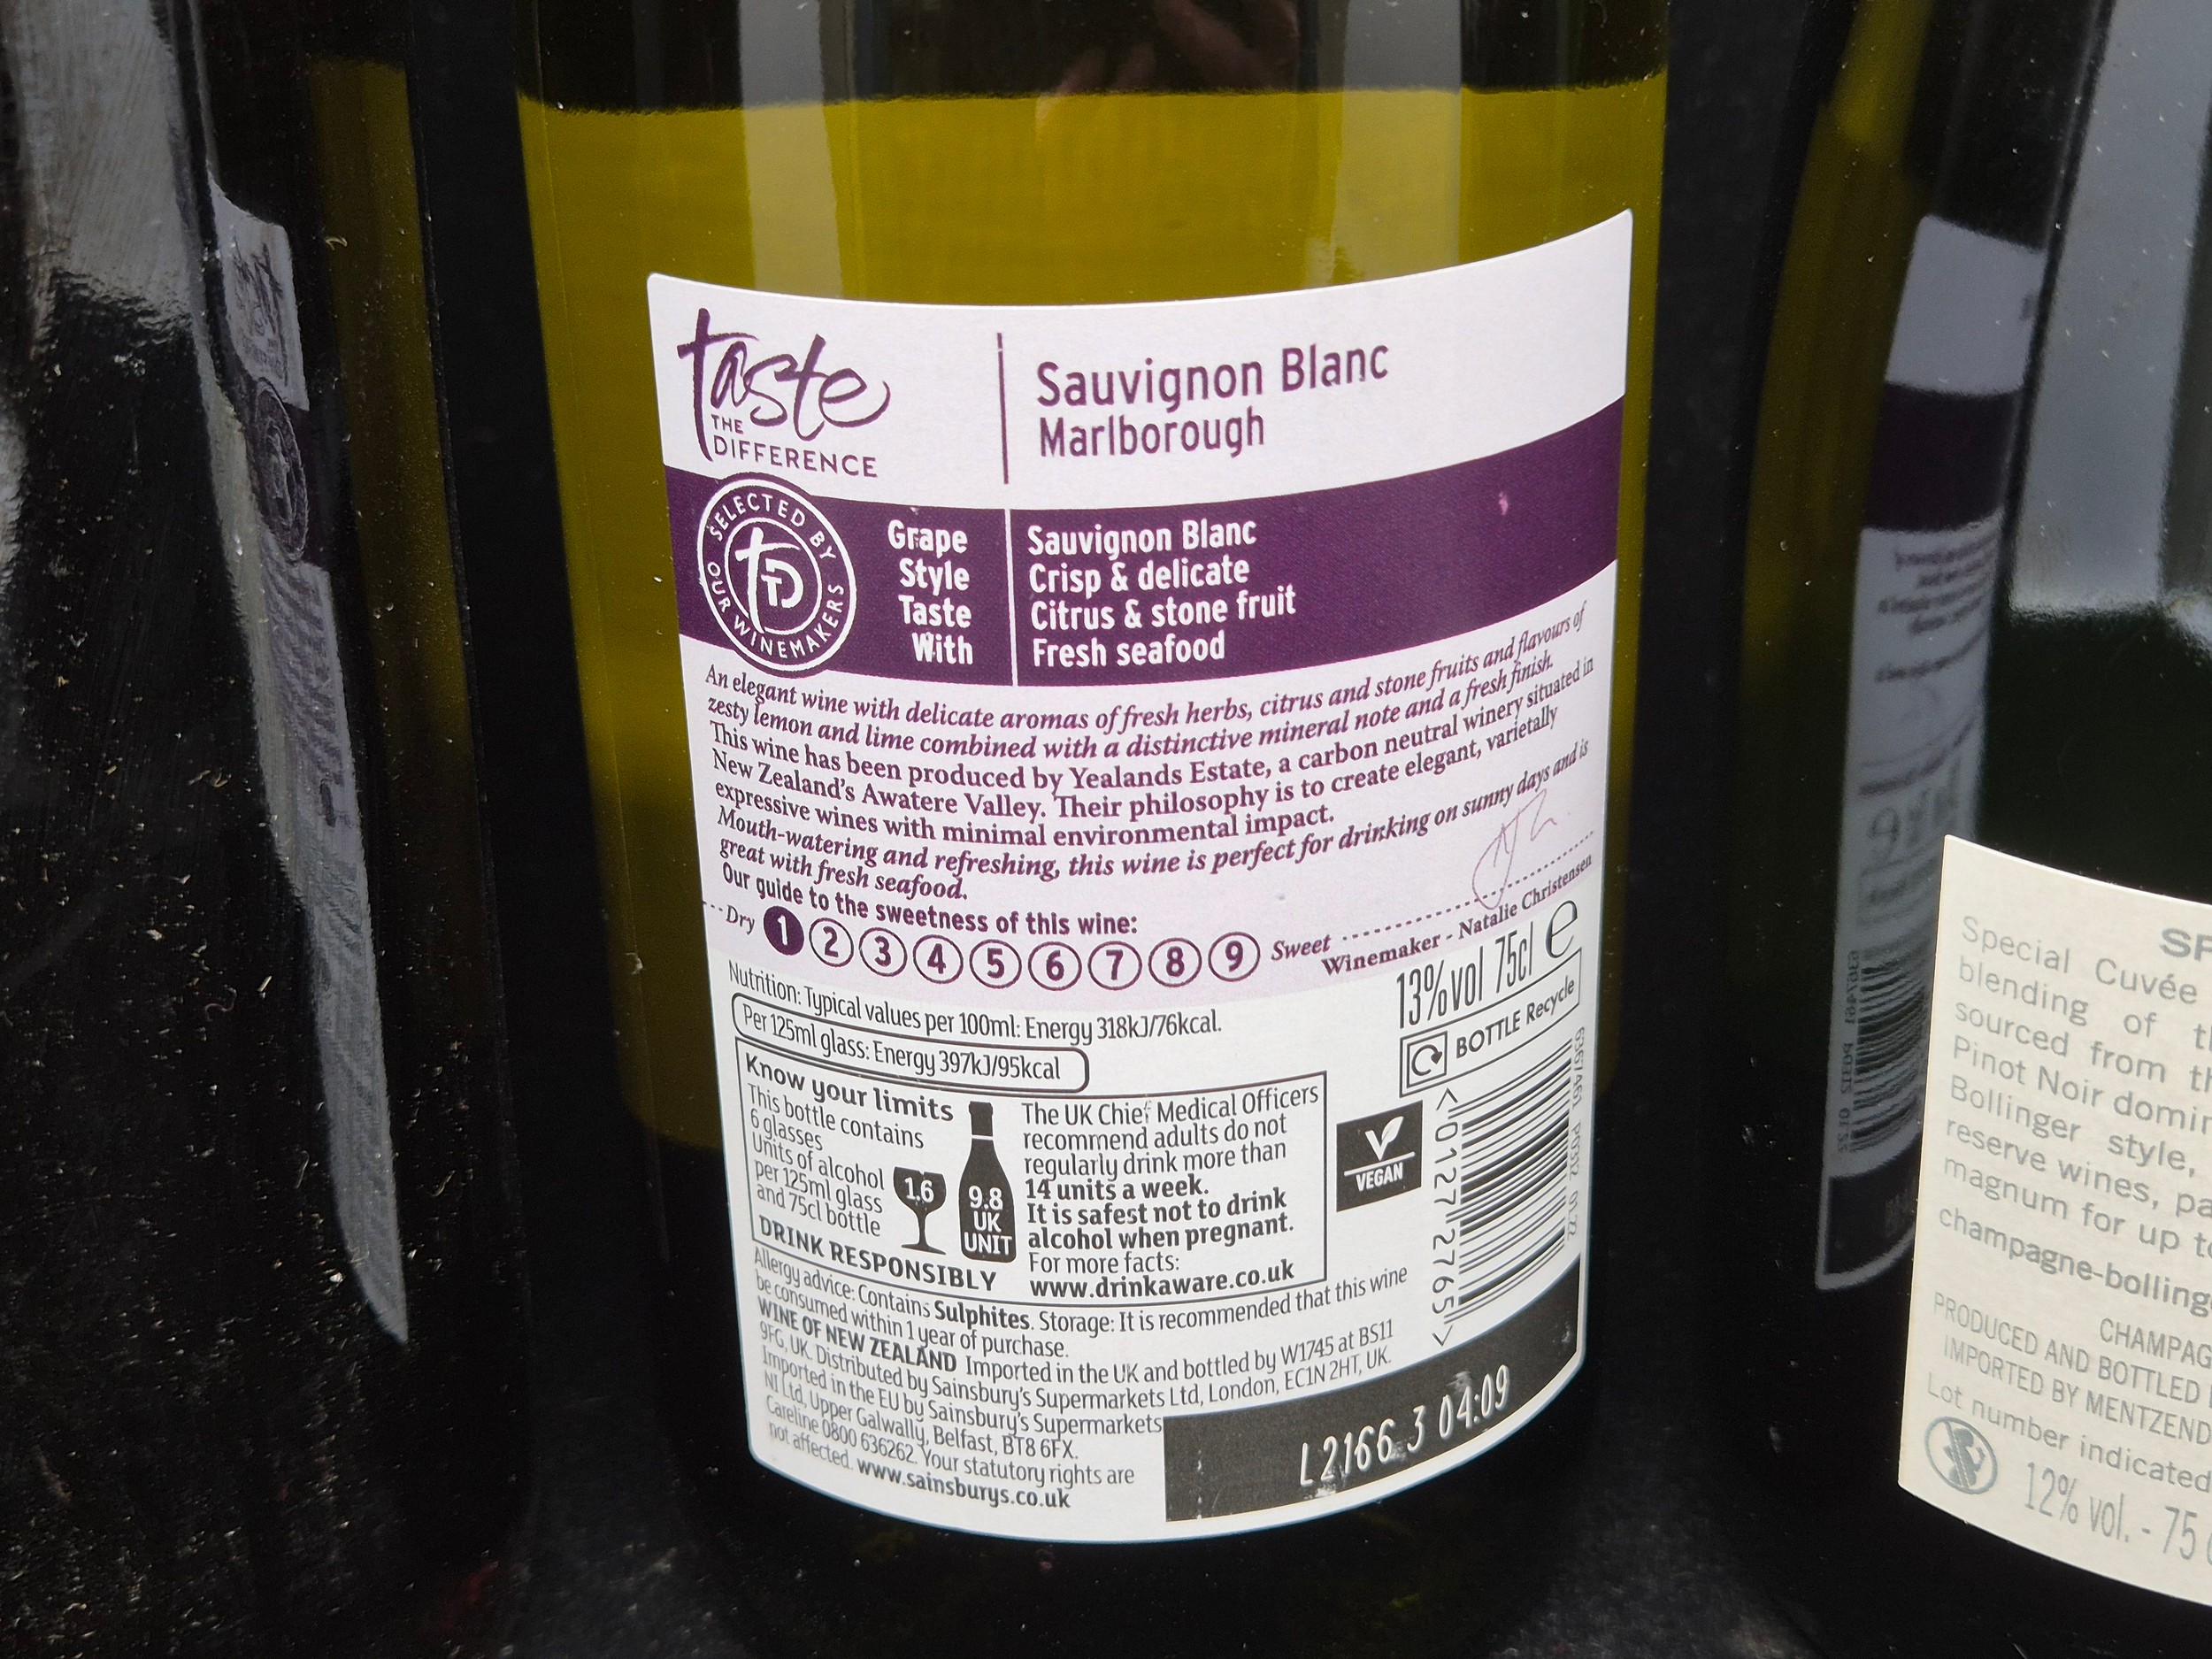 taste
THE
DIFFERENCE
Sauvignon Blanc
Marlborough
SELECTED BY
OUR WINEMAKERS
TTD
Grape Sauvignon Blanc
Style Crisp & delicate
Taste Citrus & stone fruit
With Fresh seafood
An elegant wine with delicate aromas of fresh herbs, citrus and stone fruits and flavours of
zesty lemon and lime combined with a distinctive mineral note and a fresh finish.
This wine has been produced by Yealands Estate, a carbon neutral winery situated in
New Zealand's Awatere Valley. Their philosophy is to create elegant, varietally
expressive wines with minimal environmental impact.
Mouth-watering and refreshing, this wine is perfect for drinking on sunny days and is
great with fresh seafood.
Our guide to the sweetness of this wine:
Dry 1 2 3 4 5 6 7 8 9 Sweet
Winemaker - Natalie Christensen
13%vol 75cl e
Nutrition: Typical values per 100ml: Energy 318kJ/76kcal.
Per 125ml glass: Energy 397kJ/95kcal
BOTTLE Recycle
Know your limits
This bottle contains
6 glasses
Units of alcohol
per 125ml glass
and 75cl bottle
1.6
9.8
UK
UNIT
DRINK RESPONSIBLY
The UK Chief Medical Officers
recommend adults do not
regularly drink more than
14 units a week.
It is safest not to drink
alcohol when pregnant.
For more facts:
www.drinkaware.co.uk
VEGAN
<01272765>
Allergy advice: Contains Sulphites. Storage: It is recommended that this wine
be consumed within 1 year of purchase.
WINE OF NEW ZEALAND Imported in the UK and bottled by W1745 at BS11
9FG, UK. Distributed by Sainsbury's Supermarkets Ltd, London, EC1N 2HT, UK.
Imported in the EU by Sainsbury's Supermarkets
NI Ltd, Upper Galwally, Belfast, BT8 6FX.
Careline 0800 636262. Your statutory rights are
not affected. www.sainsburys.co.uk
L2166 3 04:09
Special Cuvée
blending of
sourced from
Pinot Noir
Bollinger style,
reserve wines,
magnum for up
PRODUCED AND BOTTLED
IMPORTED BY
Lot number indicated
12% vol. - 75